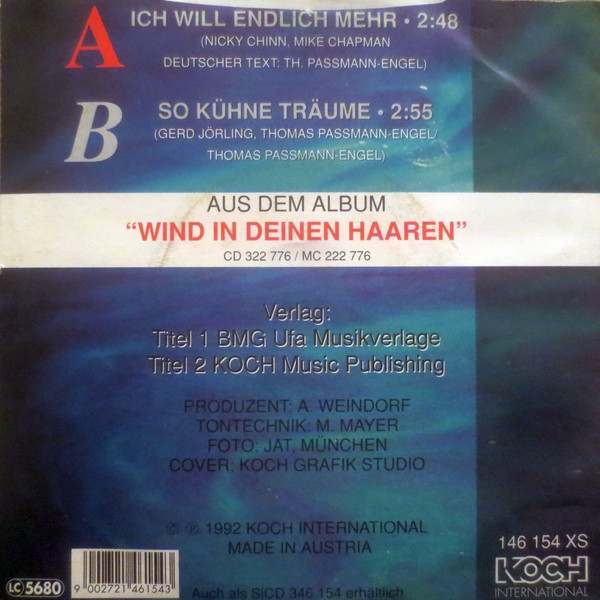 A ICH WILL ENDLICH MEHR • 2:48
(NICKY CHINN, MIKE CHAPMAN
DEUTSCHER TEXT: TH. PASSMANN-ENGEL)
B SO KÜHNE TRÄUME • 2:55
(GERD JÖRLING, THOMAS PASSMANN-ENGEL/
THOMAS PASSMANN-ENGEL)
AUS DEM ALBUM
“WIND IN DEINEN HAAREN”
CD 322 776 / MC 222 776
Verlag:
Titel 1 BMG Ufa Musikverlage
Titel 2 KOCH Music Publishing
PRODUZENT: A. WEINDORF
TONTECHNIK: M. MAYER
FOTO: JAT, MÜNCHEN
COVER: KOCH GRAFIK STUDIO
© ℗ 1992 KOCH INTERNATIONAL
MADE IN AUSTRIA
146 154 XS
KOCH
INTERNATIONAL
LC 5680
9 002721 461543
Auch als SiCD 346 154 erhältlich